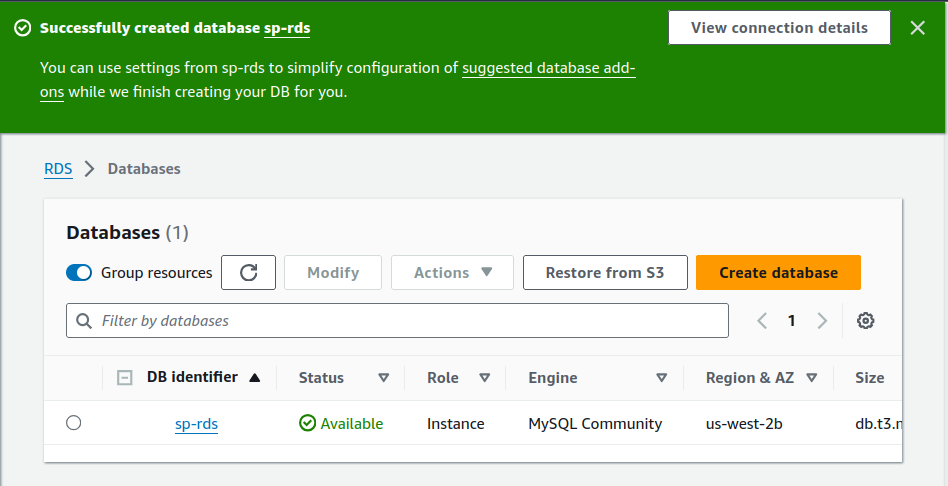 Successfully created database sp-rds
View connection details
You can use settings from sp-rds to simplify configuration of suggested database add-
ons while we finish creating your DB for you.
RDS Databases
Databases (1)
Group resources Modify Actions Restore from S3 Create database
Filter by databases 1
DB identifier Status Role Engine Region & AZ Size
sp-rds Available Instance MySQL Community us-west-2b